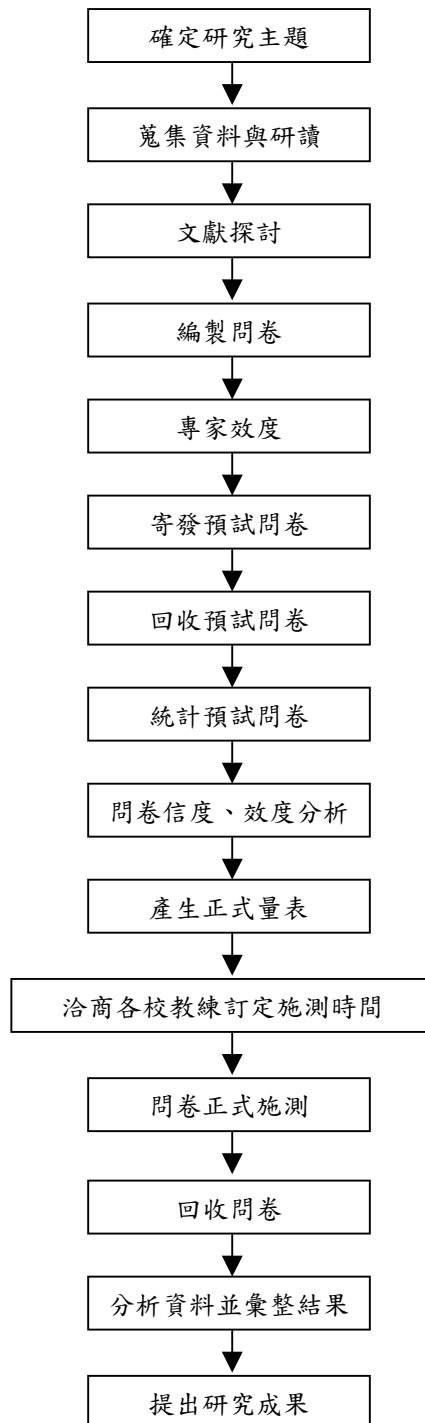 確定研究主題
蒐集資料與研讀
文獻探討
編製問卷
專家效度
寄發預試問卷
回收預試問卷
統計預試問卷
問卷信度、效度分析
產生正式量表
洽商各校教練訂定施測時間
問卷正式施測
回收問卷
分析資料並彙整結果
提出研究成果